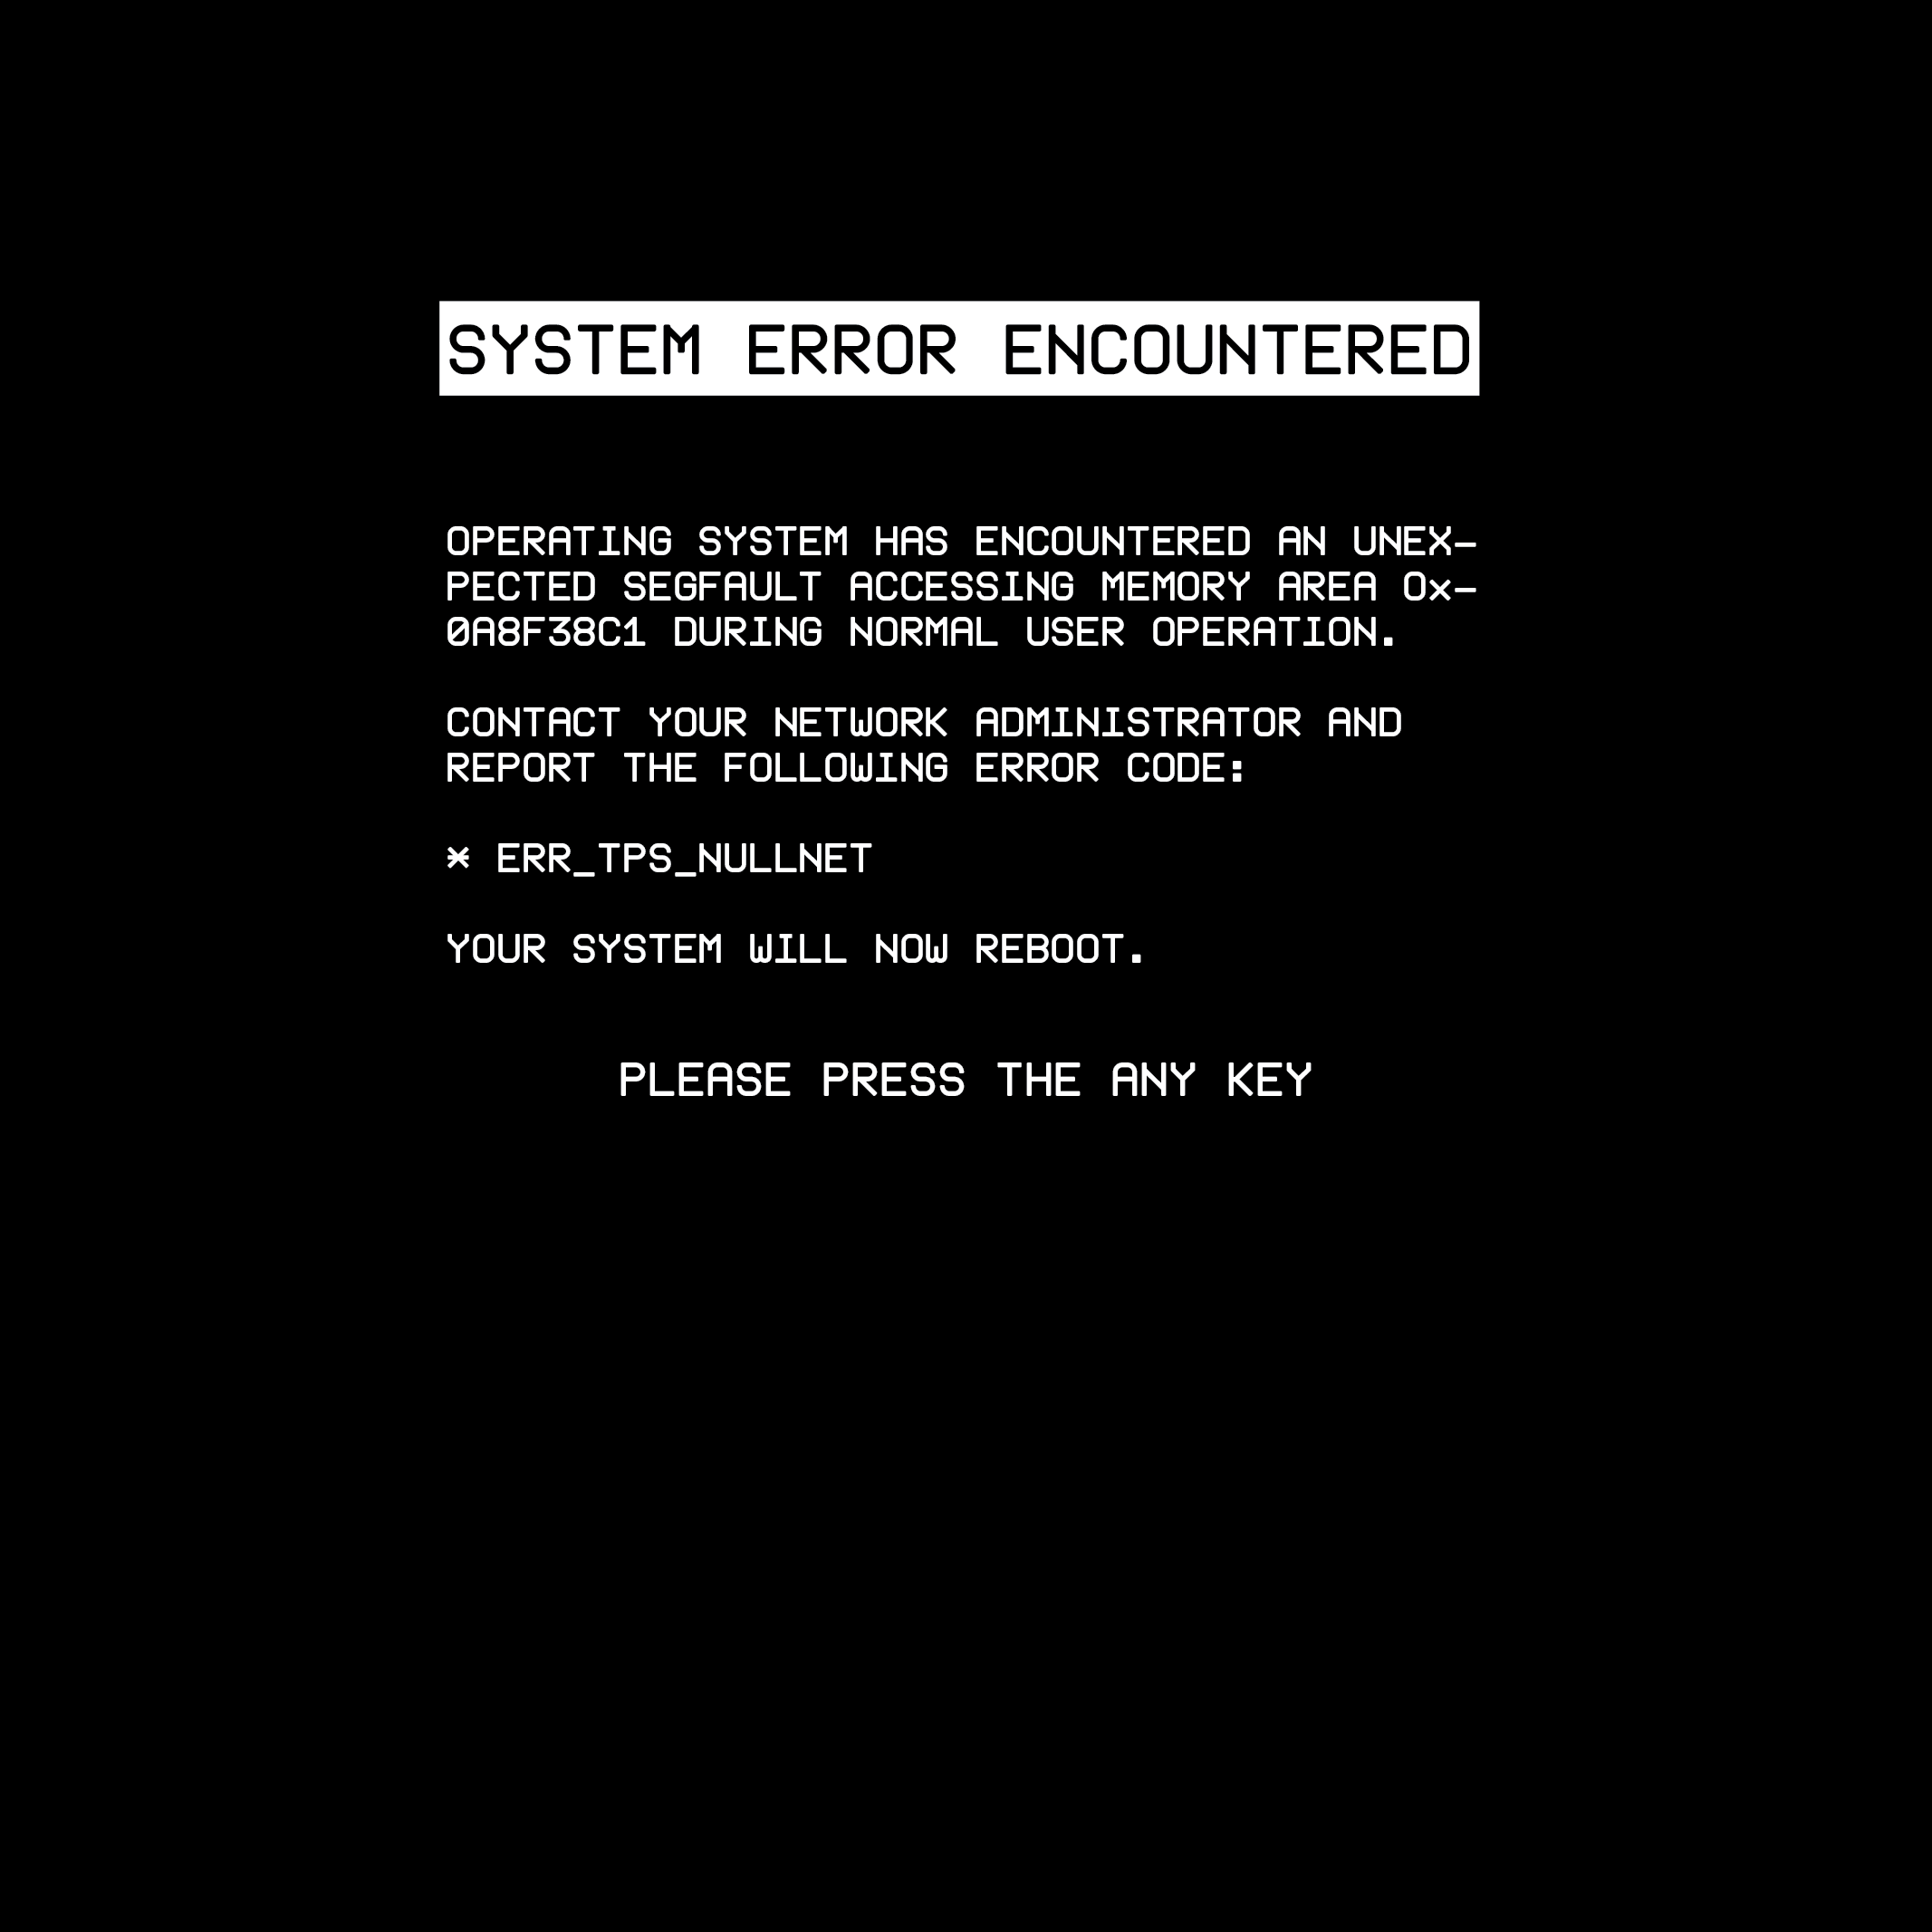 SYSTEM ERROR ENCOUNTERED
OPERATING SYSTEM HAS ENCOUNTERED AN UNEX-
PECTED SEGFAULT ACCESSING MEMORY AREA 0x-
0A8F38C1 DURING NORMAL USER OPERATION.
CONTACT YOUR NETWORK ADMINISTRATOR AND
REPORT THE FOLLOWING ERROR CODE:
* ERR_TPS_NULLNET
YOUR SYSTEM WILL NOW REBOOT.
PLEASE PRESS THE ANY KEY